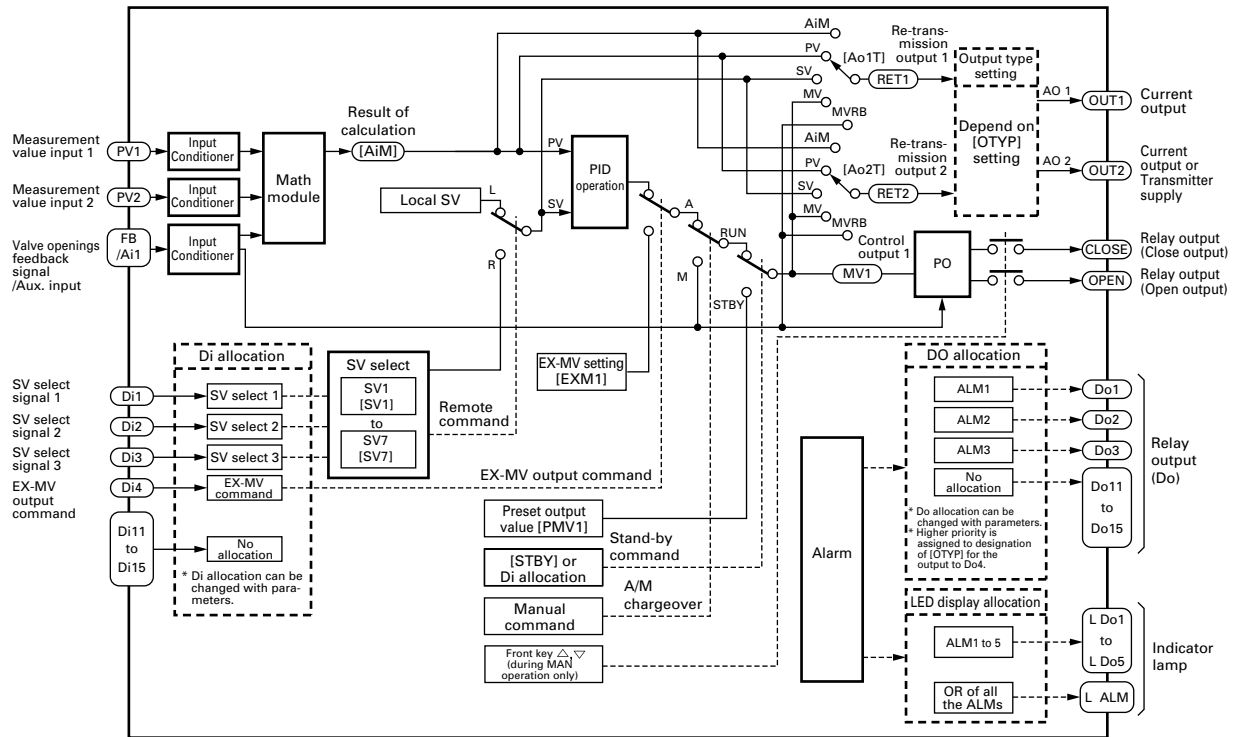 AiM
Re-trans-
mission
output 1
PV
[Ao1T]
RET1
SV
MV
MVRB
Output type
setting
Depend on
[OTYP]
setting
AO 1
OUT1
Current
output
AO 2
OUT2
Current
output or
Transmitter
supply
Result of
calculation
[AiM]
Measurement
value input 1
PV1
Input
Conditioner
Measurement
value input 2
PV2
Input
Conditioner
Valve openings
feedback
signal
/Aux. input
FB
/Ai1
Input
Conditioner
Math
module
PV
SV
PID
operation
Local SV
L
R
A
M
RUN
STBY
AiM
Re-trans-
mission
output 2
PV
[Ao2T]
RET2
SV
MV
MVRB
Control
output 1
MV1
PO
CLOSE
Relay output
(Close output)
OPEN
Relay output
(Open output)
Di allocation
SV select
signal 1
Di1
SV select 1
SV select
signal 2
Di2
SV select 2
SV select
signal 3
Di3
SV select 3
EX-MV
output
command
Di4
EX-MV
command
Di11
to
Di15
No
allocation
* Di allocation can be
changed with para-
meters.
SV select
SV1
[SV1]
to
SV7
[SV7]
Remote
command
EX-MV setting
[EXM1]
EX-MV output command
Preset output
value [PMV1]
Stand-by
command
[STBY] or
Di allocation
A/M
chargeover
Manual
command
Front key △,▽
(during MAN
operation only)
Alarm
DO allocation
ALM1
Do1
ALM2
Do2
ALM3
Do3
No
allocation
Do11
to
Do15
Relay
output
(Do)
* Do allocation can be
changed with parameters.
* Higher priority is
assigned to designation
of [OTYP] for the
output to Do4.
LED display allocation
ALM1 to 5
L Do1
to
L Do5
OR of all
the ALMs
L ALM
Indicator
lamp